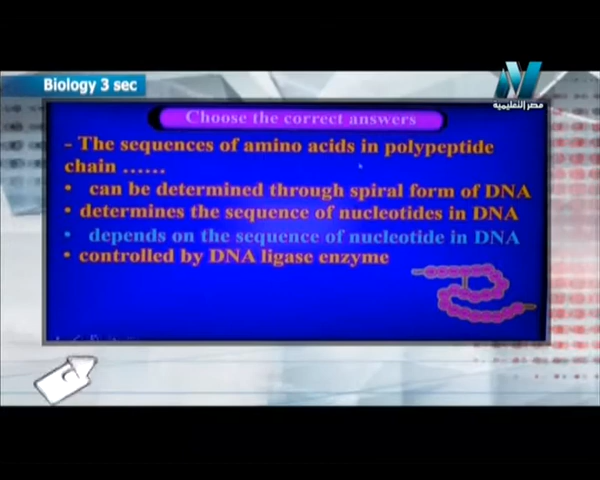 Biology 3 sec
مصر التعليمية
Choose the correct answers
- The sequences of amino acids in polypeptide
chain ......
• can be determined through spiral form of DNA
• determines the sequence of nucleotides in DNA
• depends on the sequence of nucleotide in DNA
• controlled by DNA ligase enzyme